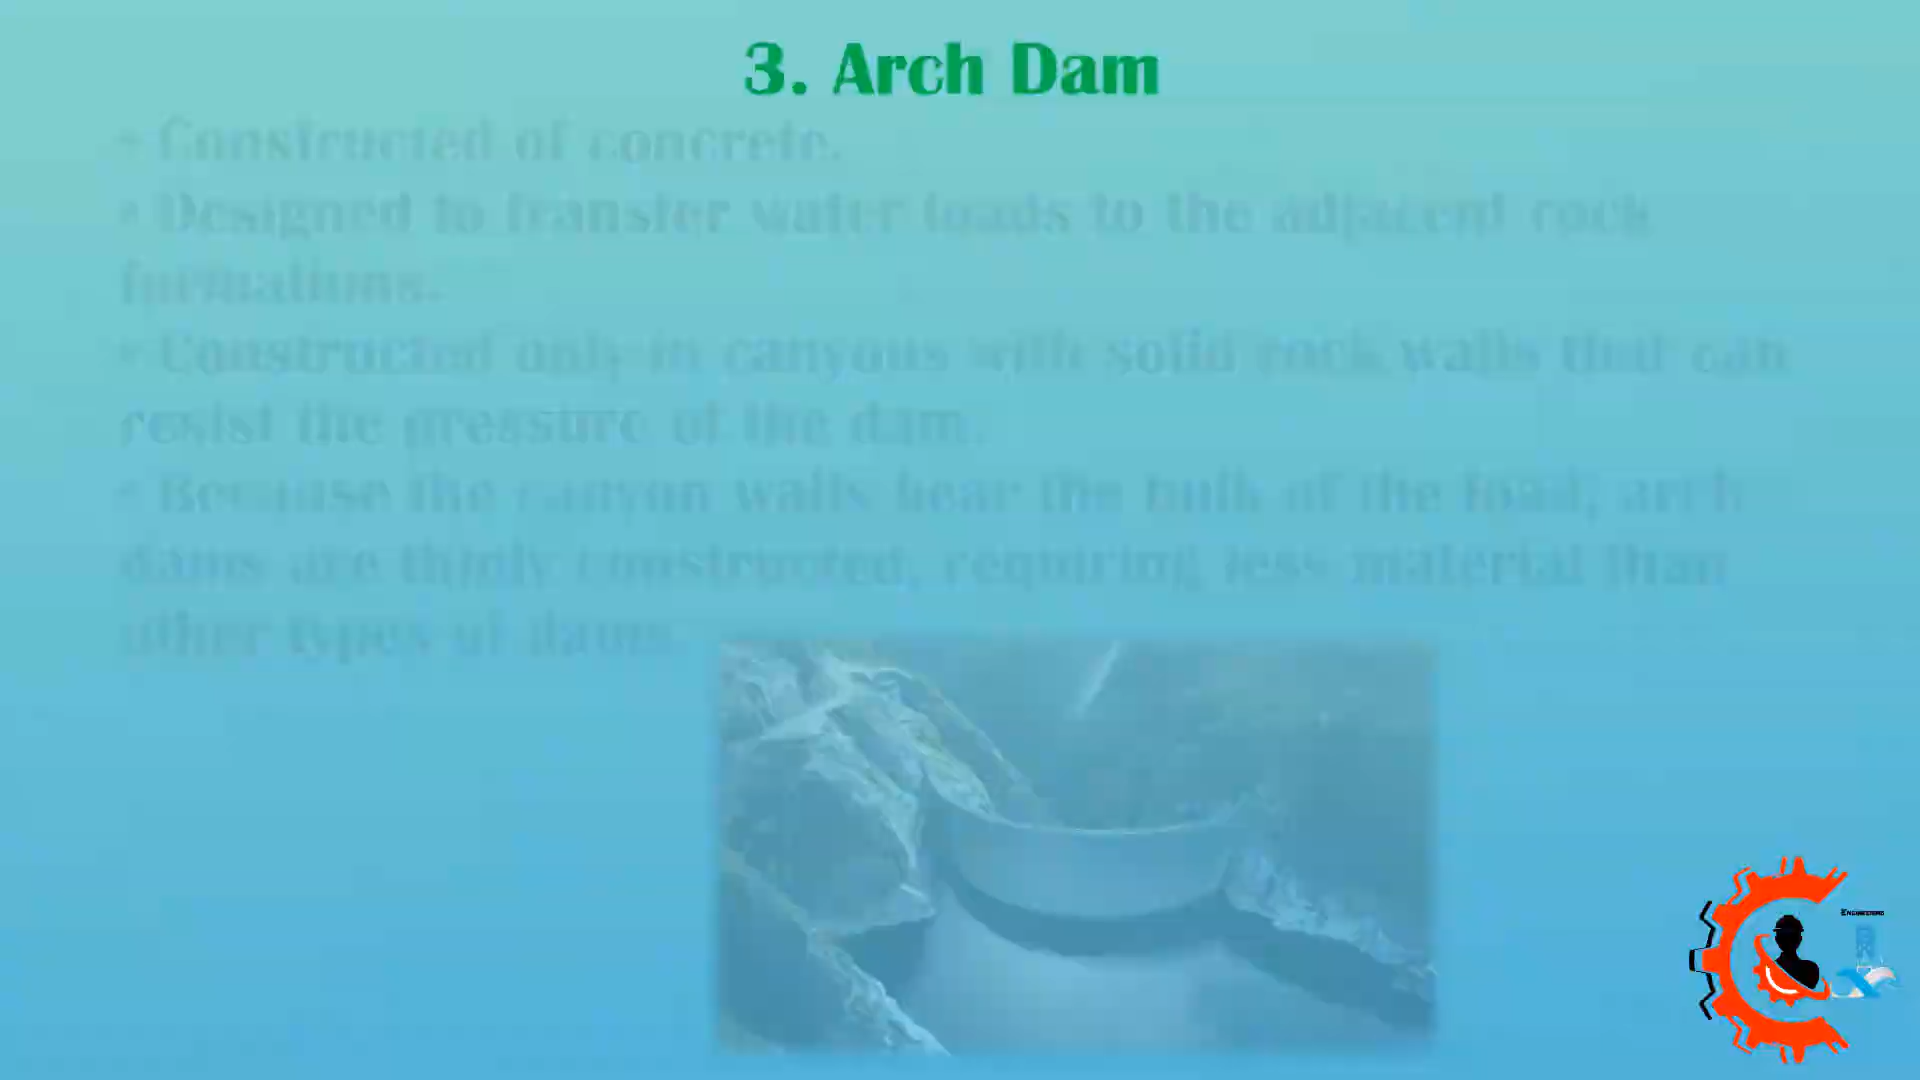 3. Arch Dam
• Constructed of concrete.
• Designed to transfer water loads to the adjacent rock
formations.
• Constructed only in canyons with solid rock walls that can
resist the pressure of the dam.
• Because the canyon walls bear the bulk of the load, arch
dams are thinly constructed, requiring less material than
other types of dams.
Engineering